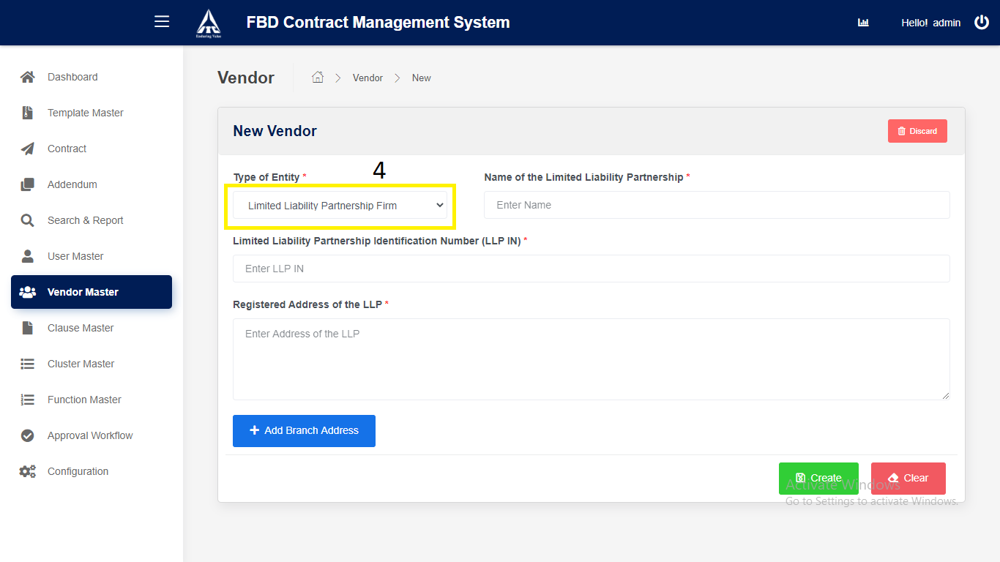 Enduring Value
FBD Contract Management System
Hello! admin
Dashboard
Template Master
Contract
Addendum
Search & Report
User Master
Vendor Master
Clause Master
Cluster Master
Function Master
Approval Workflow
Configuration
Vendor
Vendor
New
New Vendor
Discard
4
Type of Entity *
Limited Liability Partnership Firm
Name of the Limited Liability Partnership *
Enter Name
Limited Liability Partnership Identification Number (LLP IN) *
Enter LLP IN
Registered Address of the LLP *
Enter Address of the LLP
Add Branch Address
Create
Clear
Activate Windows
Go to Settings to activate Windows.